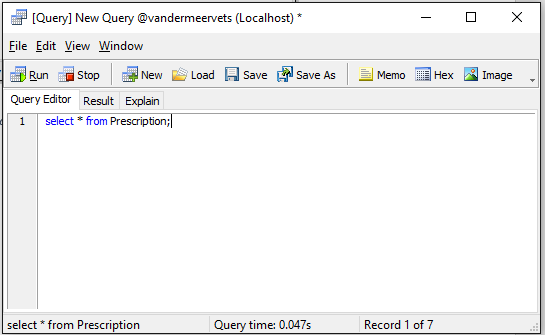 [Query] New Query @vandermeervets (Localhost) *
File Edit View Window
Run Stop New Load Save Save As Memo Hex Image
Query Editor Result Explain
1 select * from Prescription;
select * from Prescription Query time: 0.047s Record 1 of 7